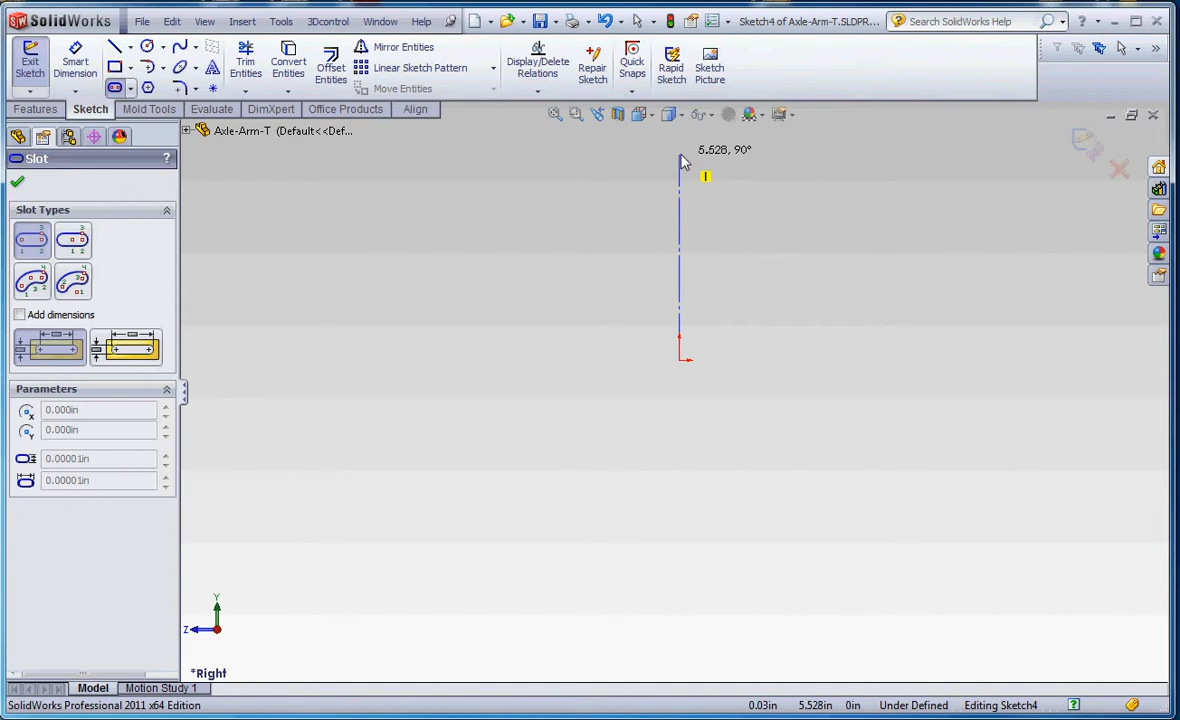 SolidWorks File Edit View Insert Tools 3Dcontrol Window Help Sketch4 of Axle-Arm-T.SLDPR... Search SolidWorks Help
Exit Sketch Smart Dimension Trim Entities Convert Entities Offset Entities Mirror Entities Linear Sketch Pattern Move Entities Display/Delete Relations Repair Sketch Quick Snaps Rapid Sketch Sketch Picture
Features Sketch Mold Tools Evaluate DimXpert Office Products Align
Axle-Arm-T (Default<<Def...
5.528, 90°
Slot ?
Slot Types
Add dimensions
Parameters
0.000in
0.000in
0.00001in
0.00001in
Y
Z
*Right
Model Motion Study 1
SolidWorks Professional 2011 x64 Edition 0.03in 5.528in 0in Under Defined Editing Sketch4